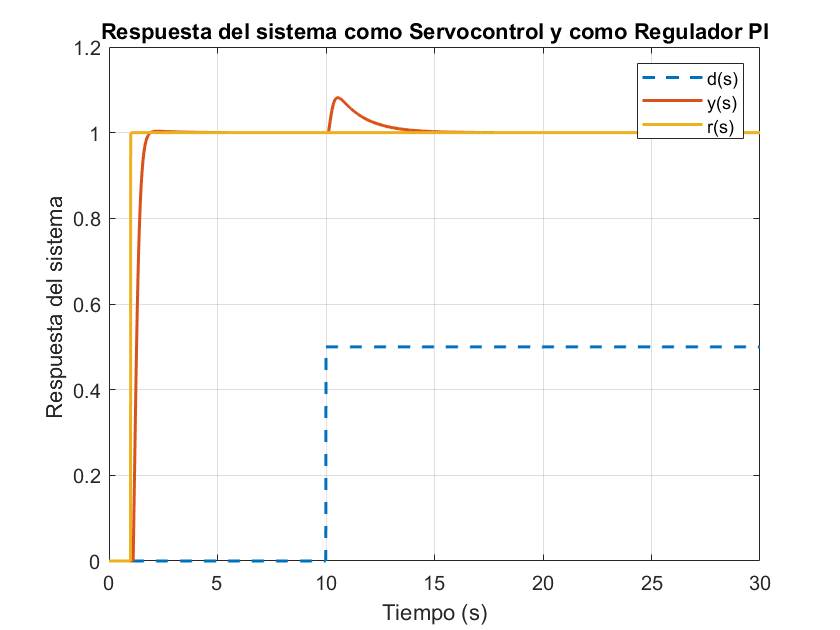 Respuesta del sistema como Servocontrol y como Regulador PI
1.2
1
0.8
0.6
0.4
0.2
0
Respuesta del sistema
d(s)
y(s)
r(s)
0 5 10 15 20 25 30
Tiempo (s)